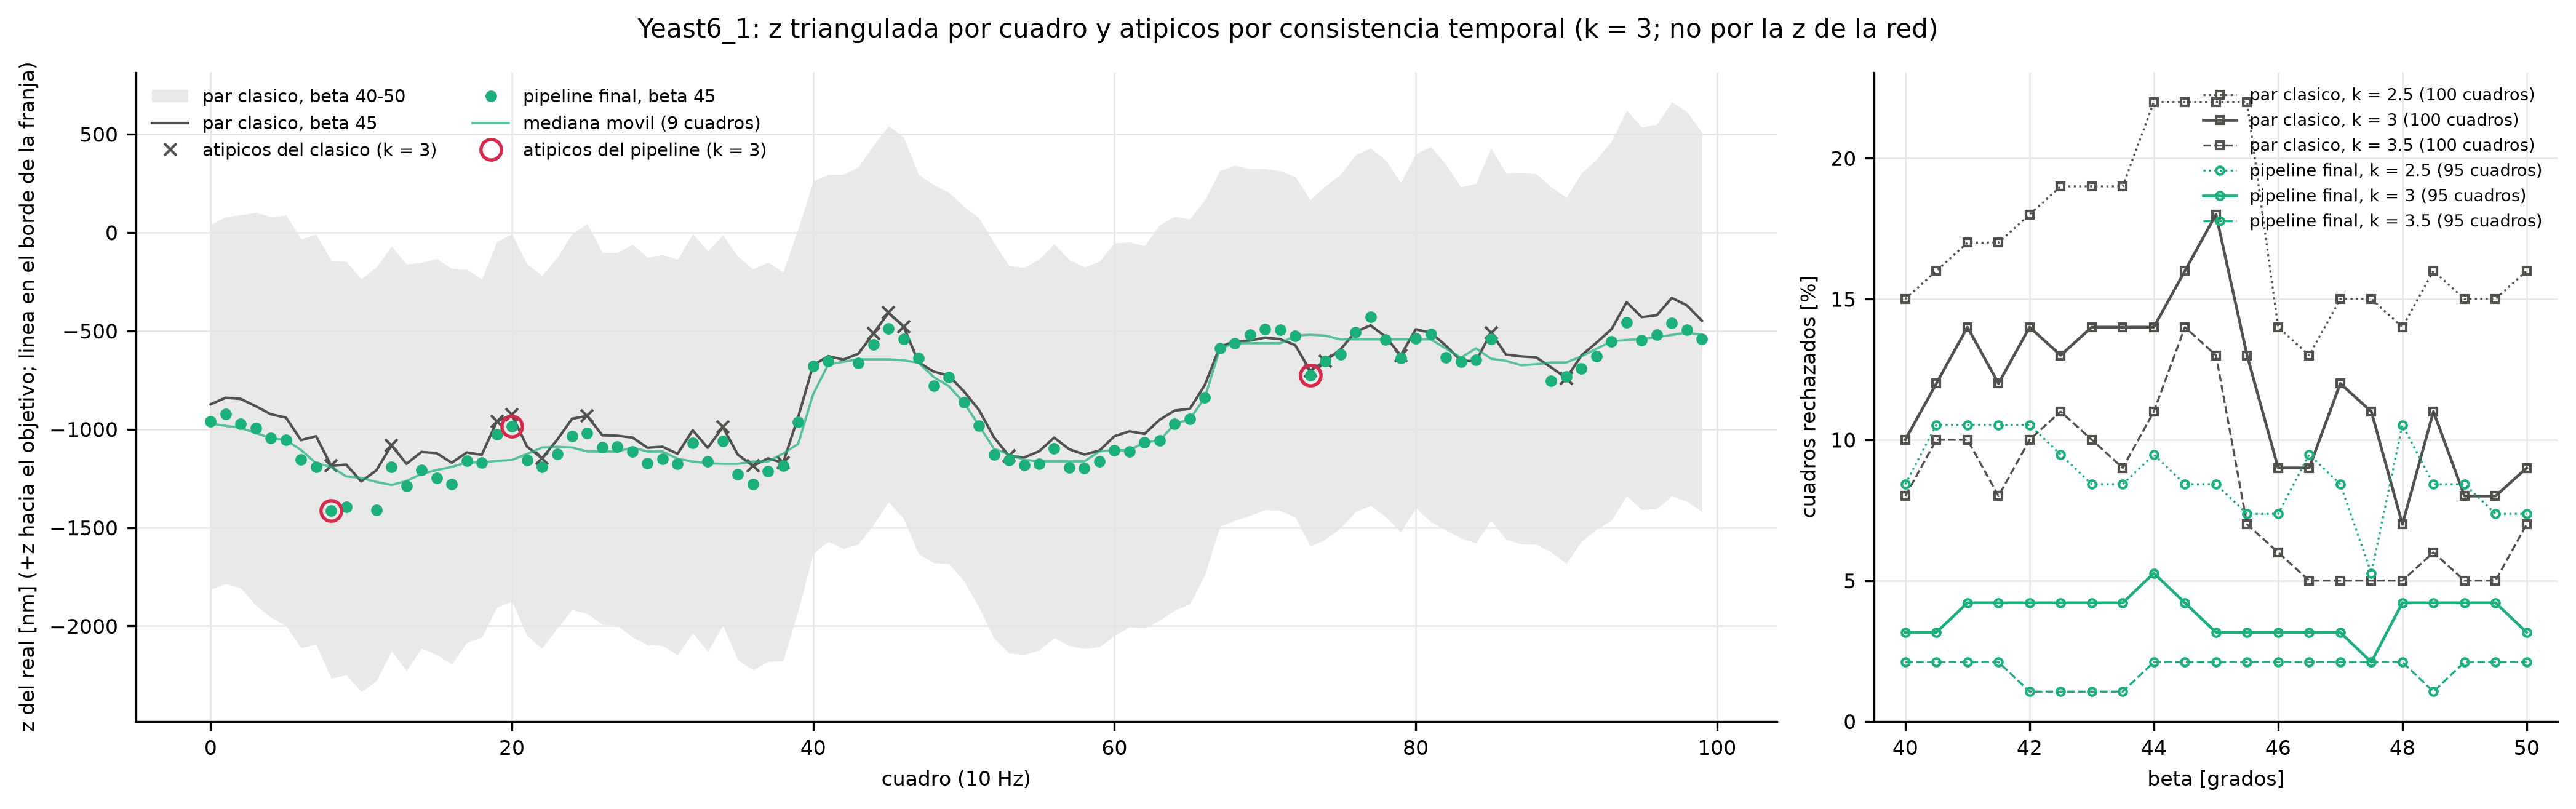 Yeast6_1: z triangulada por cuadro y atipicos por consistencia temporal (k = 3; no por la z de la red)
z del real [nm] (+z hacia el objetivo; linea en el borde de la franja)
500
0
−500
−1000
−1500
−2000
par clasico, beta 40-50
par clasico, beta 45
atipicos del clasico (k = 3)
pipeline final, beta 45
mediana movil (9 cuadros)
atipicos del pipeline (k = 3)
0
20
40
60
80
100
cuadro (10 Hz)
cuadros rechazados [%]
20
15
10
5
0
par clasico, k = 2.5 (100 cuadros)
par clasico, k = 3 (100 cuadros)
par clasico, k = 3.5 (100 cuadros)
pipeline final, k = 2.5 (95 cuadros)
pipeline final, k = 3 (95 cuadros)
pipeline final, k = 3.5 (95 cuadros)
40
42
44
46
48
50
beta [grados]